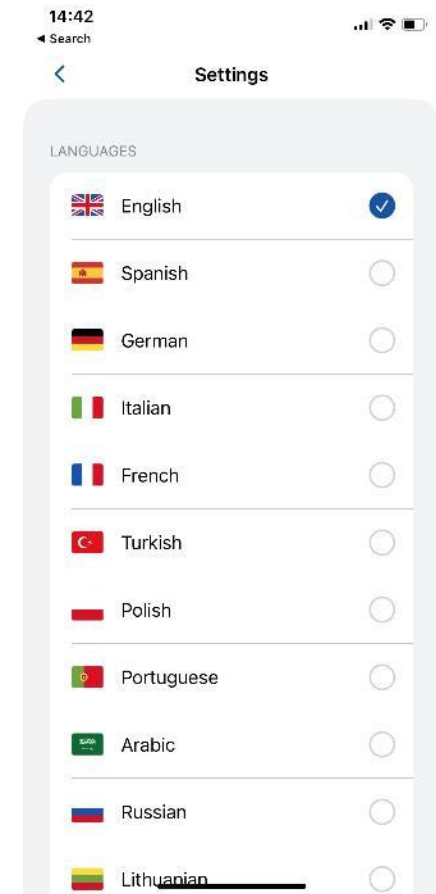 14:42
◀ Search
Settings
LANGUAGES
English
Spanish
German
Italian
French
Turkish
Polish
Portuguese
Arabic
Russian
Lithuanian